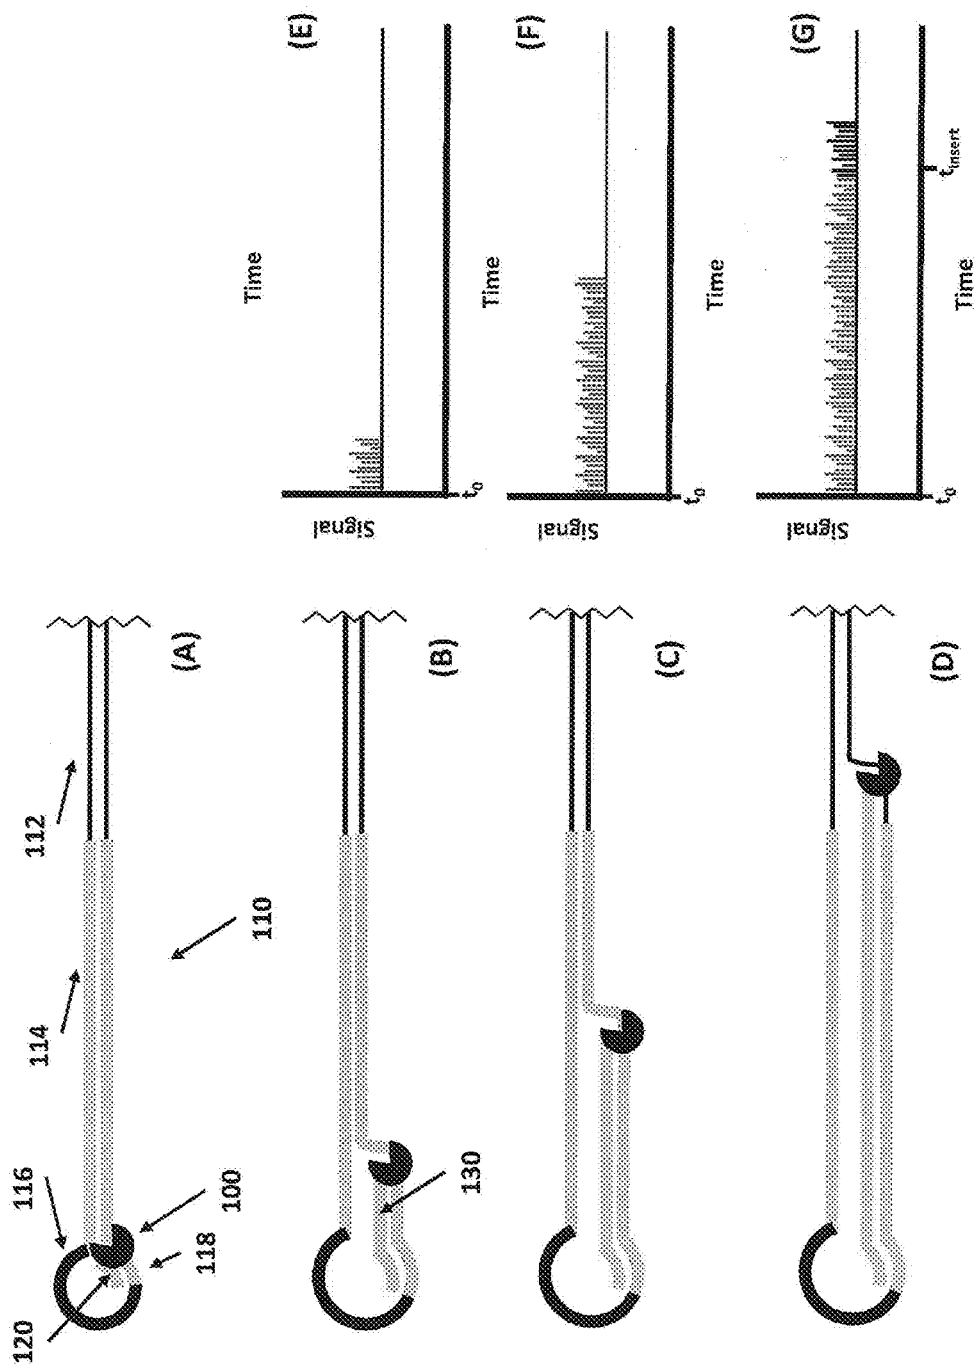 120
116
114
112
100
118
110
(A)
130
(B)
(C)
(D)
Time
(E)
Signal
t0
Time
(F)
Signal
t0
Time
(G)
Signal
t0
tinsert
Time